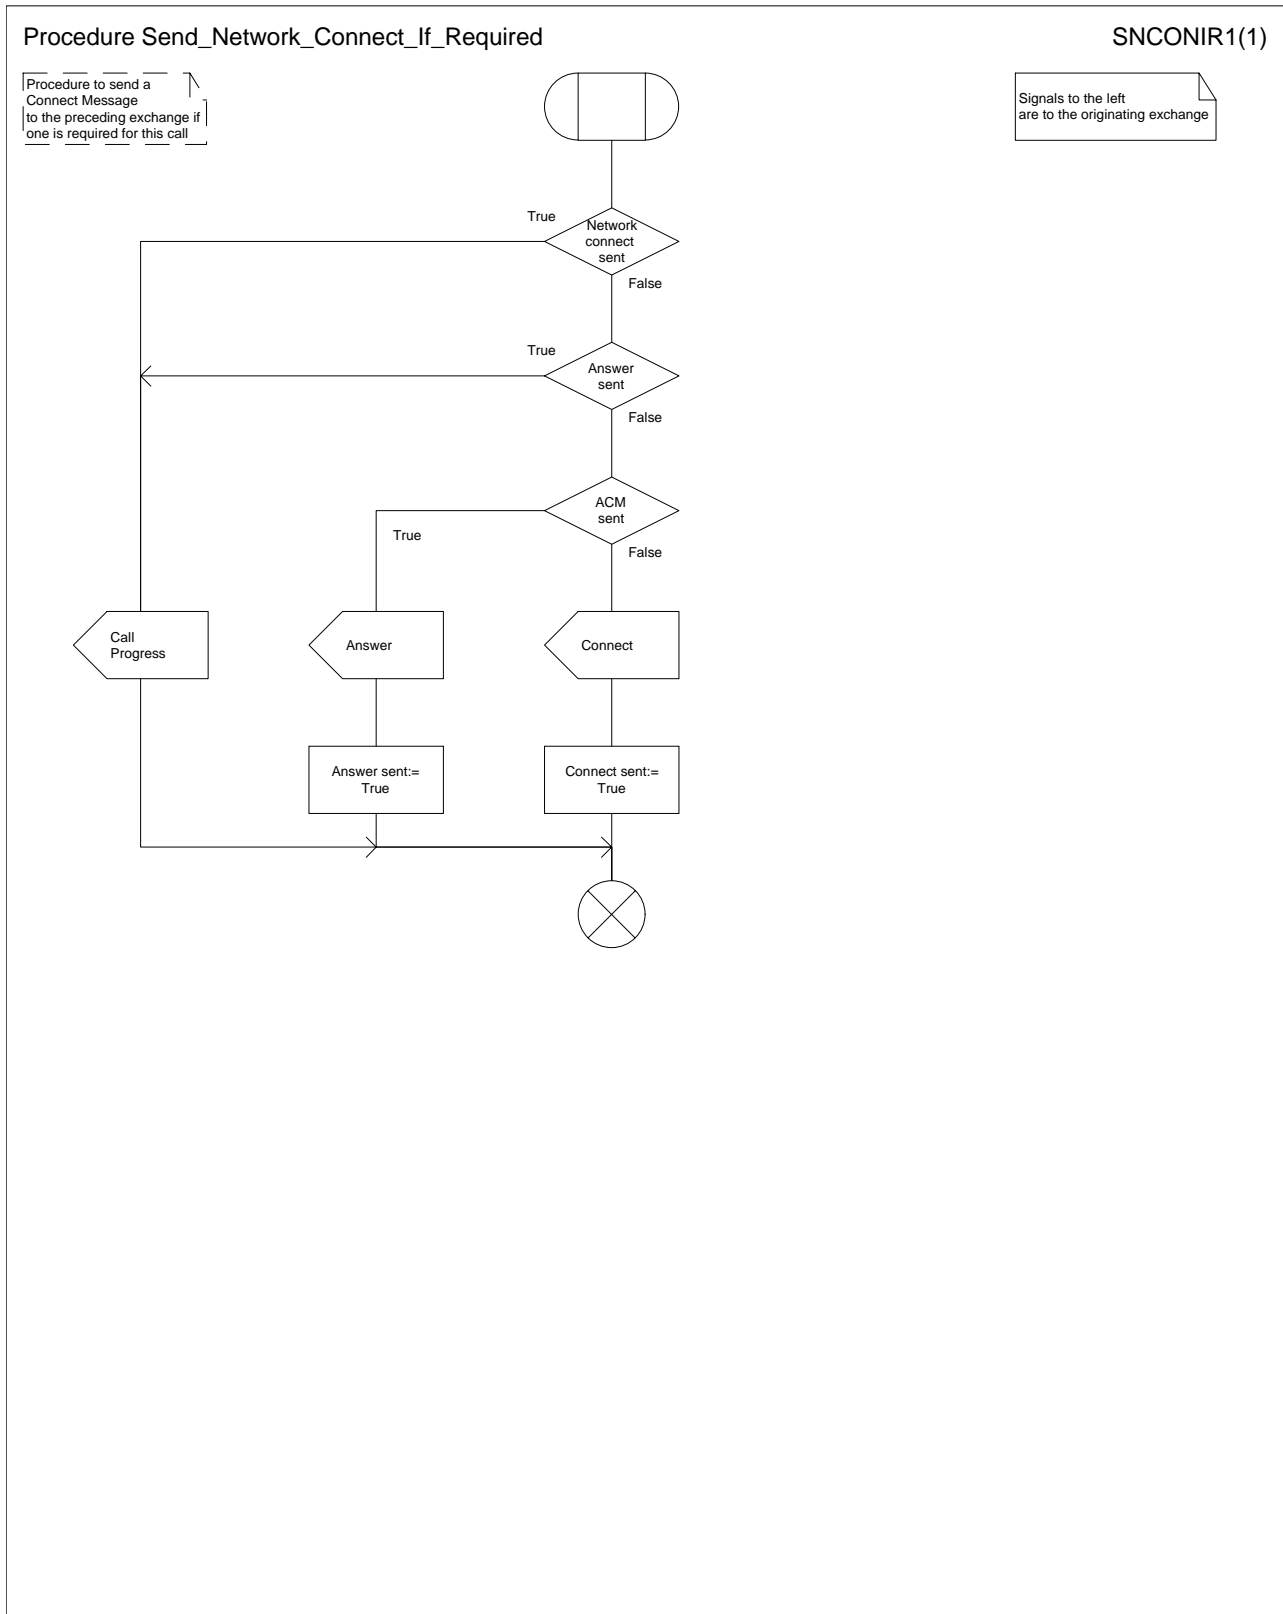 Procedure Send_Network_Connect_If_Required
SNCONIR1(1)
Procedure to send a
Connect Message
to the preceding exchange if
one is required for this call
Signals to the left
are to the originating exchange
True
Network
connect
sent
False
True
Answer
sent
False
ACM
sent
True
False
Call
Progress
Answer
Connect
Answer sent:=
True
Connect sent:=
True